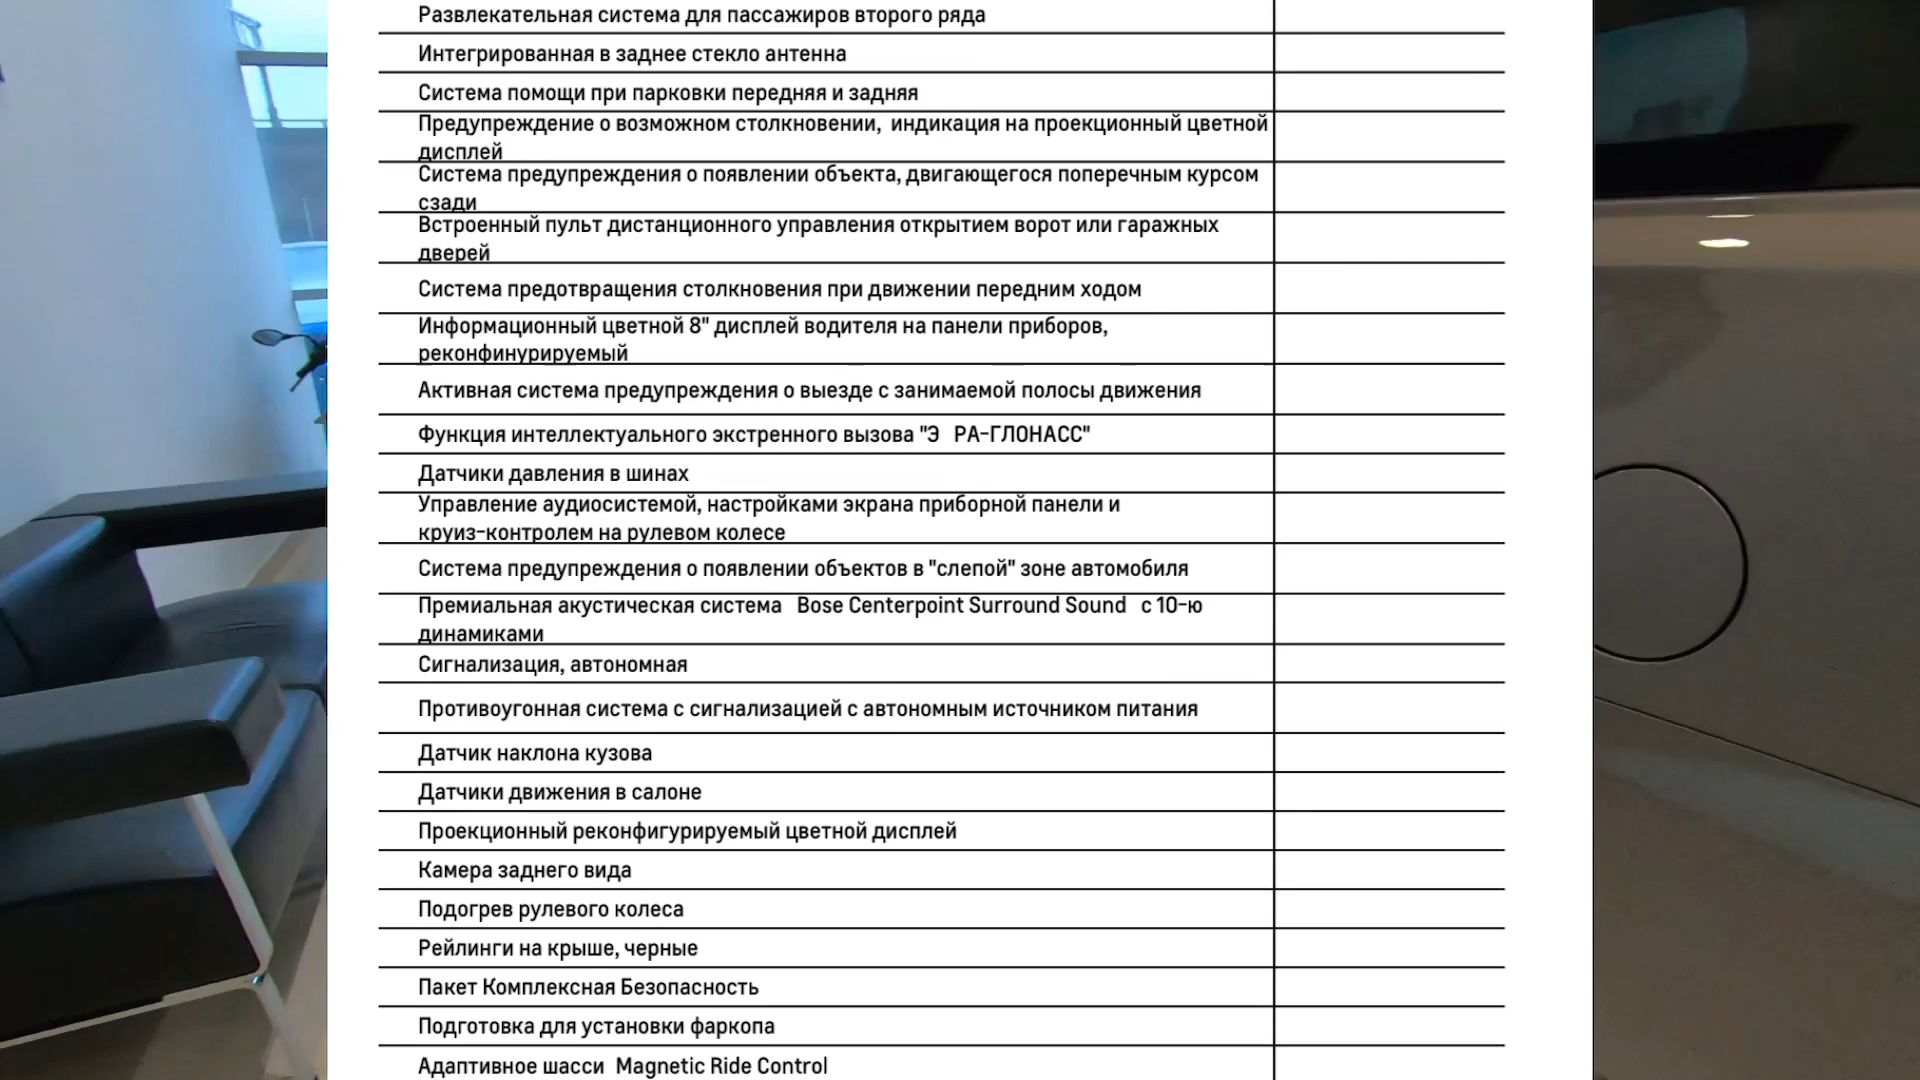 Развлекательная система для пассажиров второго ряда
Интегрированная в заднее стекло антенна
Система помощи при парковки передняя и задняя
Предупреждение о возможном столкновении, индикация на проекционный цветной
дисплей
Система предупреждения о появлении объекта, двигающегося поперечным курсом
сзади
Встроенный пульт дистанционного управления открытием ворот или гаражных
дверей
Система предотвращения столкновения при движении передним ходом
Информационный цветной 8" дисплей водителя на панели приборов,
реконфинурируемый
Активная система предупреждения о выезде с занимаемой полосы движения
Функция интеллектуального экстренного вызова "Э РА-ГЛОНАСС"
Датчики давления в шинах
Управление аудиосистемой, настройками экрана приборной панели и
круиз-контролем на рулевом колесе
Система предупреждения о появлении объектов в "слепой" зоне автомобиля
Премиальная акустическая система Bose Centerpoint Surround Sound с 10-ю
динамиками
Сигнализация, автономная
Противоугонная система с сигнализацией с автономным источником питания
Датчик наклона кузова
Датчики движения в салоне
Проекционный реконфигурируемый цветной дисплей
Камера заднего вида
Подогрев рулевого колеса
Рейлинги на крыше, черные
Пакет Комплексная Безопасность
Подготовка для установки фаркопа
Адаптивное шасси Magnetic Ride Control